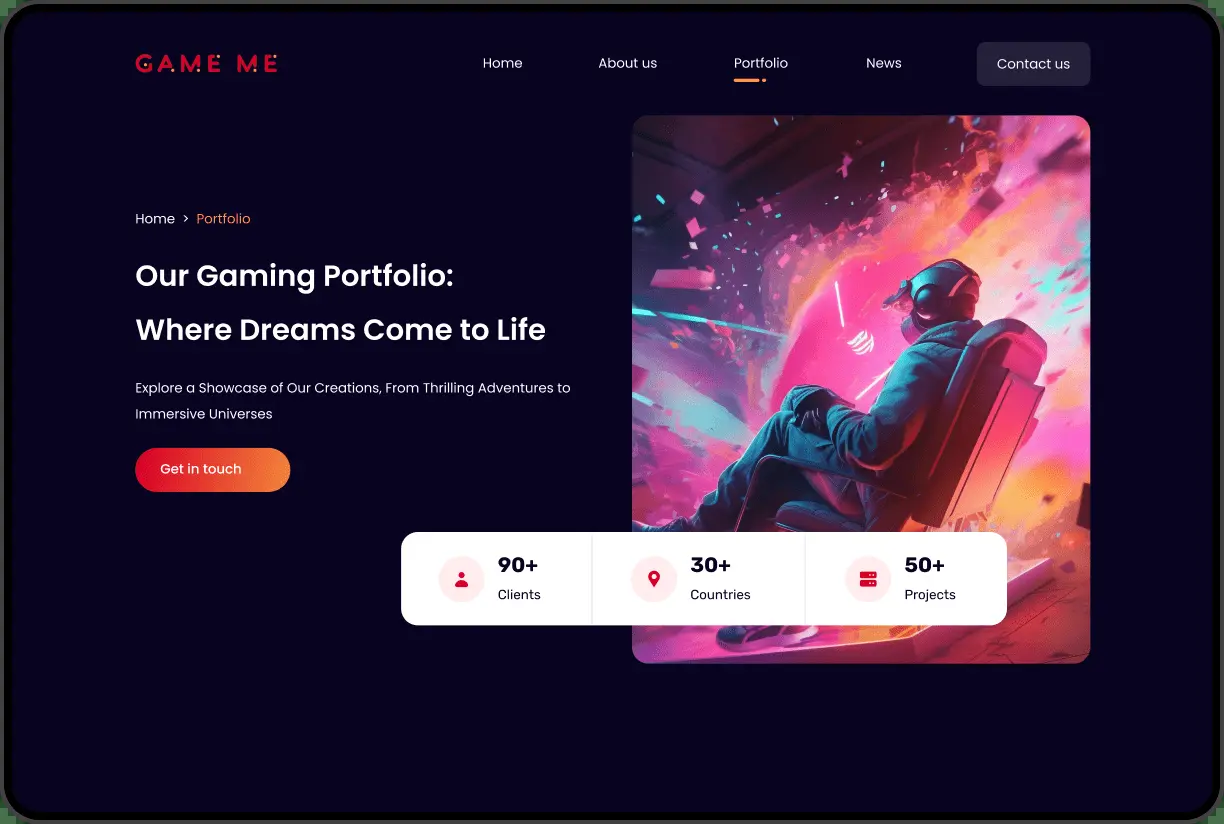 GAME ME
Home
About us
Portfolio
News
Contact us
Home > Portfolio
Our Gaming Portfolio:
Where Dreams Come to Life
Explore a Showcase of Our Creations, From Thrilling Adventures to
Immersive Universes
Get in touch
90+
Clients
30+
Countries
50+
Projects